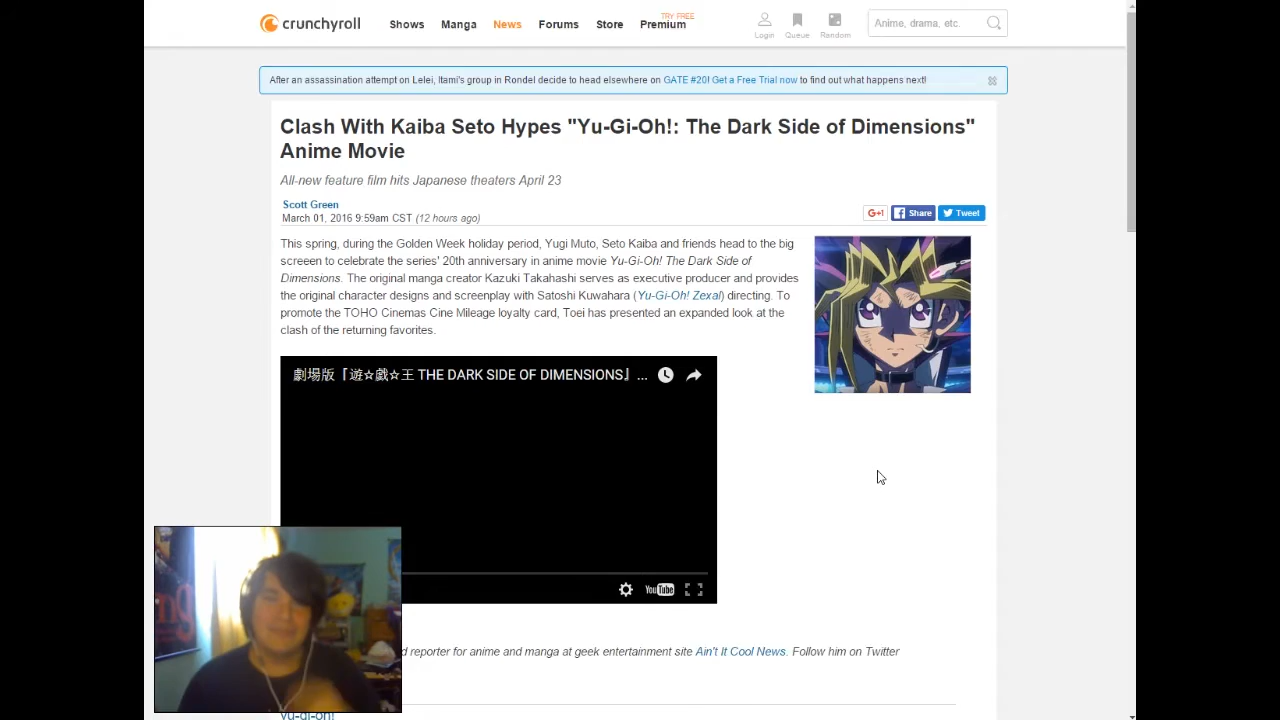 crunchyroll
Shows Manga News Forums Store Premium
TRY FREE
Login Queue Random
Anime, drama, etc.
After an assassination attempt on Lelei, Itami's group in Rondel decide to head elsewhere on GATE #20! Get a Free Trial now to find out what happens next!
Clash With Kaiba Seto Hypes "Yu-Gi-Oh!: The Dark Side of Dimensions"
Anime Movie
All-new feature film hits Japanese theaters April 23
Scott Green
March 01, 2016 9:59am CST (12 hours ago)
G+1 Share Tweet
This spring, during the Golden Week holiday period, Yugi Muto, Seto Kaiba and friends head to the big
screeen to celebrate the series' 20th anniversary in anime movie Yu-Gi-Oh! The Dark Side of
Dimensions. The original manga creator Kazuki Takahashi serves as executive producer and provides
the original character designs and screenplay with Satoshi Kuwahara (Yu-Gi-Oh! Zexal) directing. To
promote the TOHO Cinemas Cine Mileage loyalty card, Toei has presented an expanded look at the
clash of the returning favorites.
劇場版『遊☆戯☆王 THE DARK SIDE OF DIMENSIONS』...
YouTube
reporter for anime and manga at geek entertainment site Ain't It Cool News. Follow him on Twitter
yu-gi-oh!